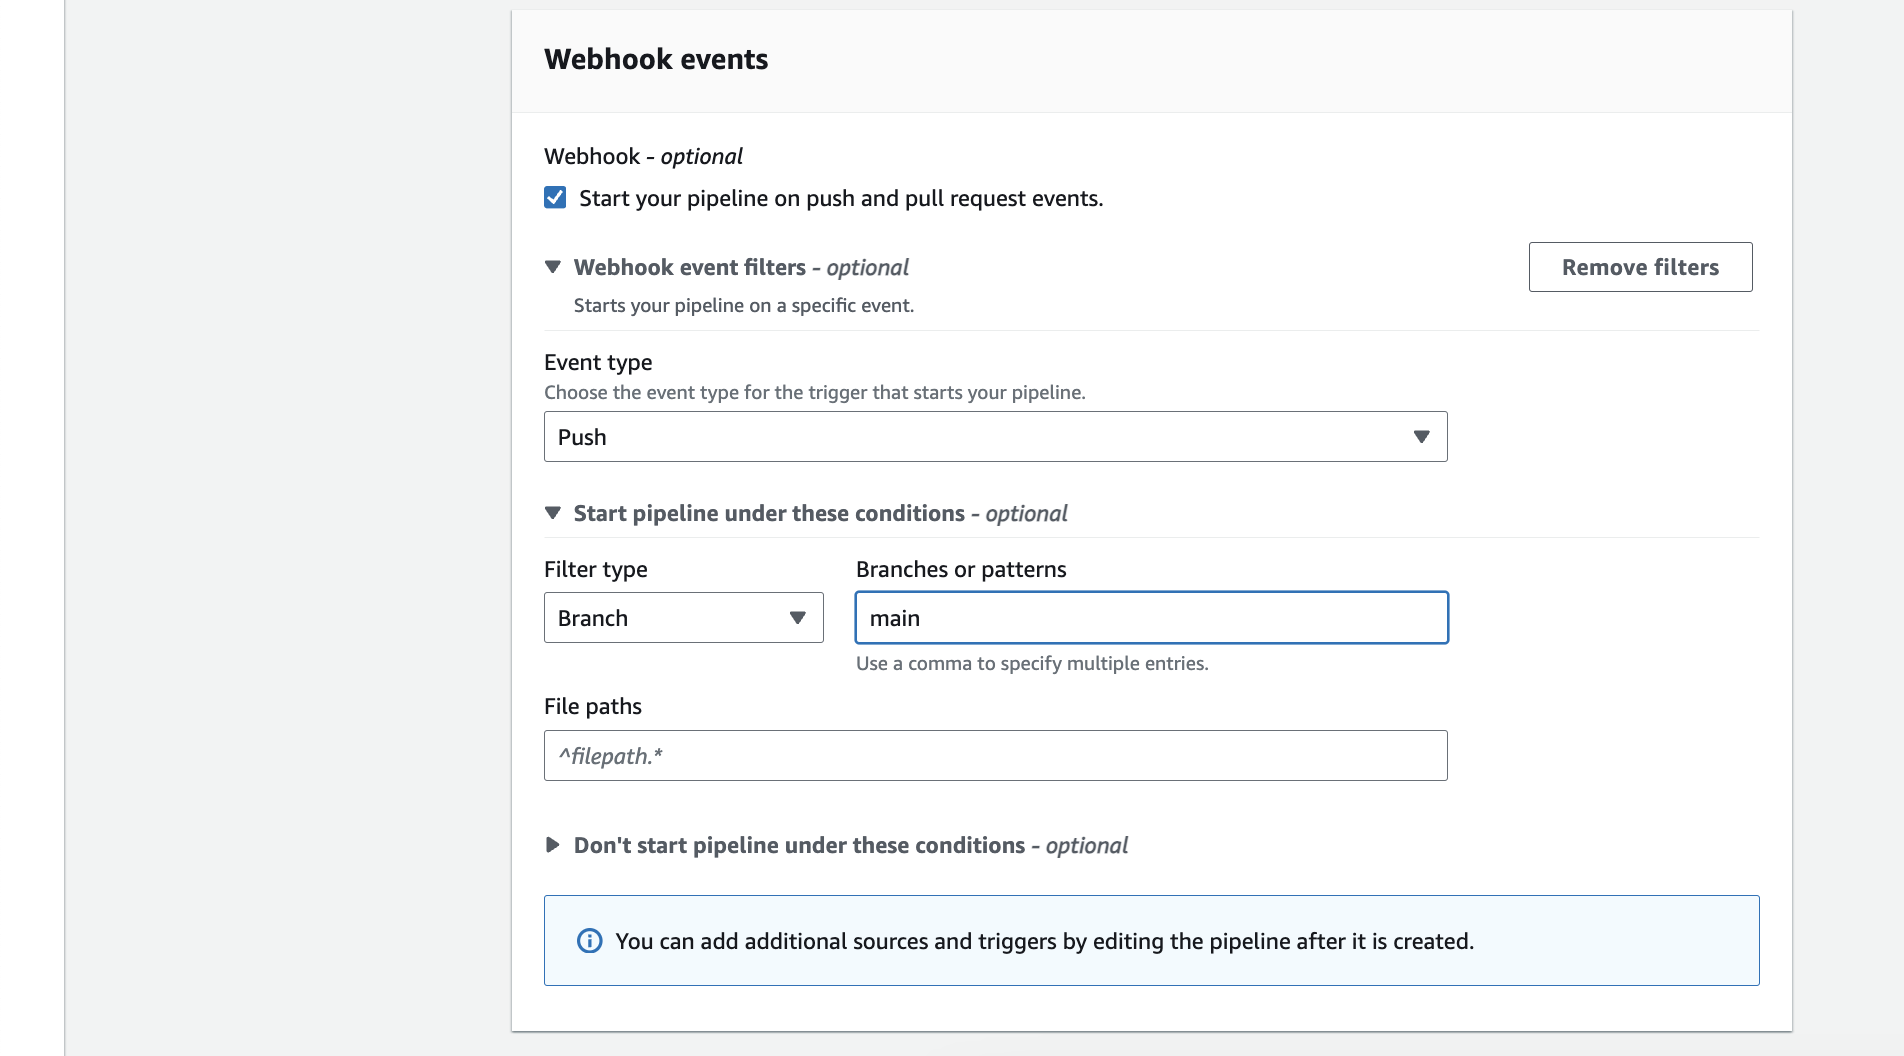 Webhook events
Webhook - optional
Start your pipeline on push and pull request events.
Webhook event filters - optional
Remove filters
Starts your pipeline on a specific event.
Event type
Choose the event type for the trigger that starts your pipeline.
Push
Start pipeline under these conditions - optional
Filter type
Branches or patterns
Branch
main
Use a comma to specify multiple entries.
File paths
^filepath.*
Don't start pipeline under these conditions - optional
You can add additional sources and triggers by editing the pipeline after it is created.